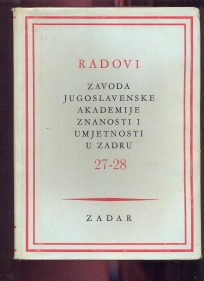 RADOVI
ZAVODA
JUGOSLAVENSKE
AKADEMIJE
ZNANOSTI I
UMJETNOSTI
U ZADRU
27-28
ZADAR